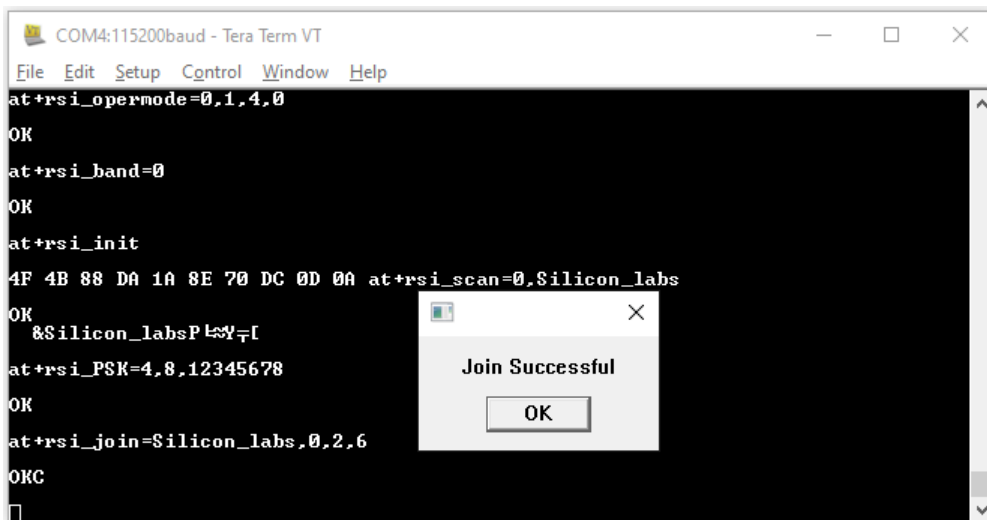 COM4:115200baud - Tera Term VT
File Edit Setup Control Window Help
at+rsi_opermode=0,1,4,0
OK
at+rsi_band=0
OK
at+rsi_init
4F 4B 88 DA 1A 8E 70 DC 0D 0A at+rsi_scan=0,Silicon_labs
OK
&Silicon_labsP
at+rsi_PSK=4,8,12345678
OK
at+rsi_join=Silicon_labs,0,2,6
OKC
Join Successful
OK